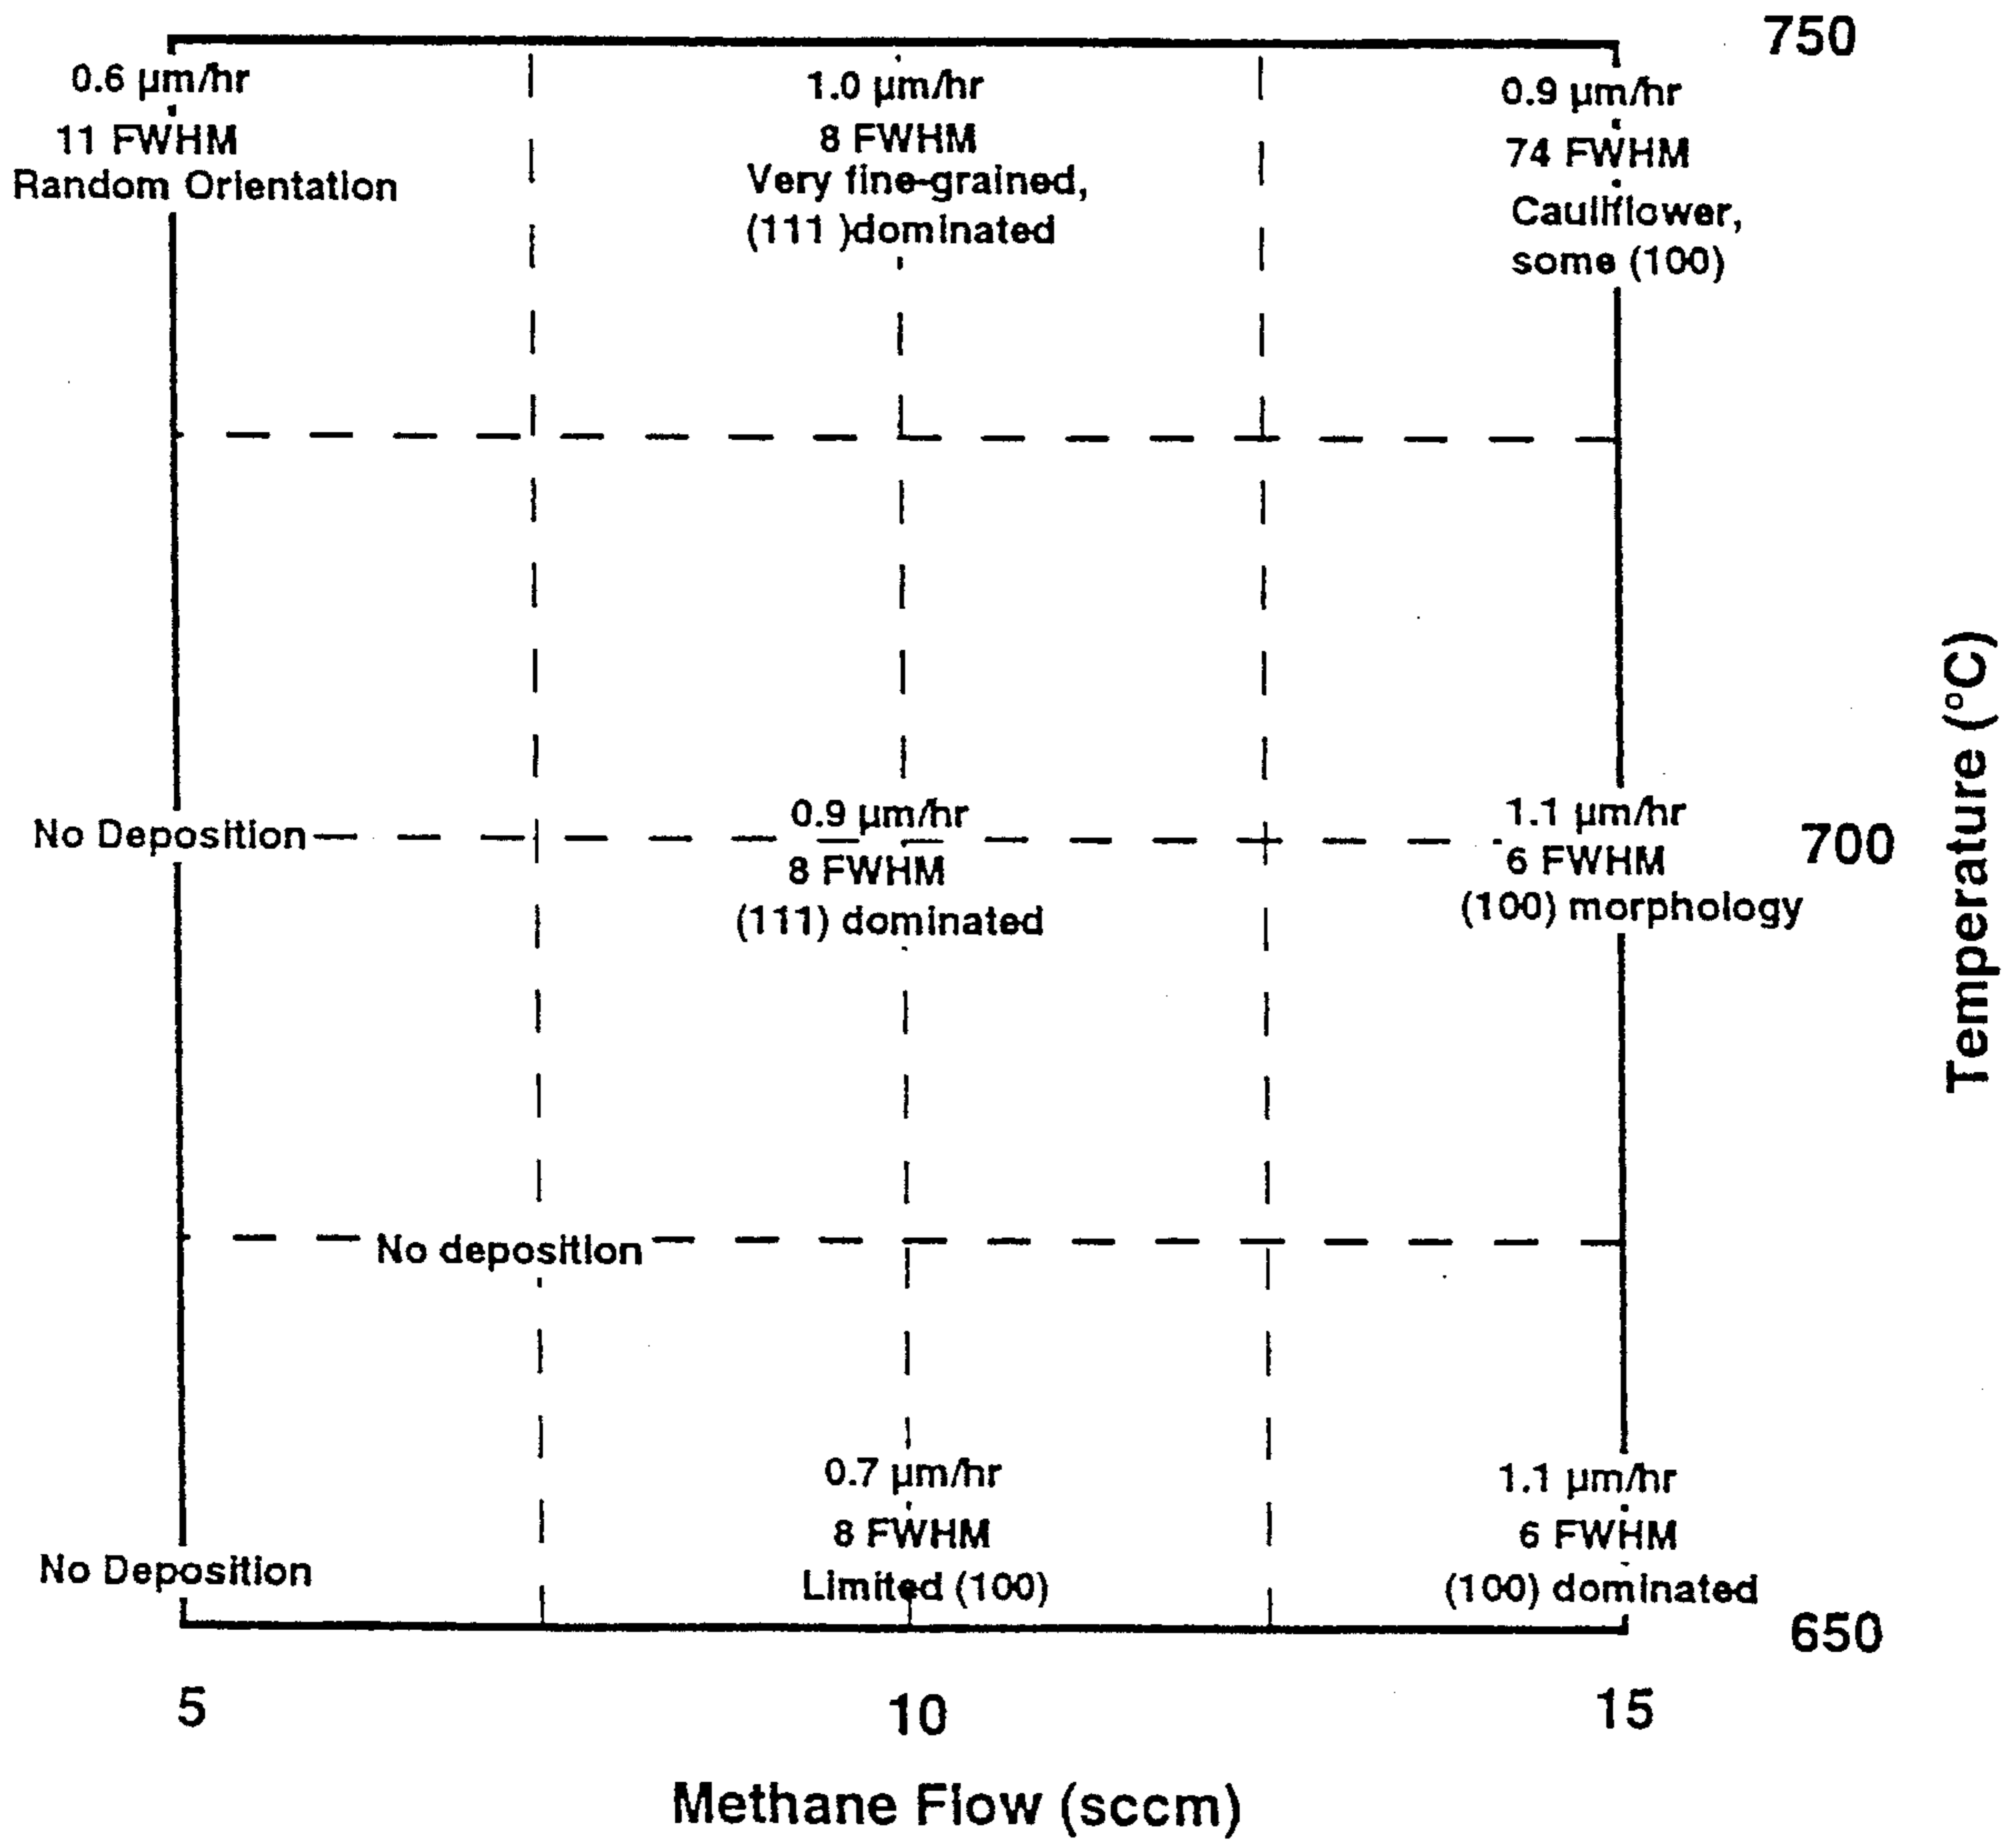 750
0.6 µm/hr
11 FWHM
Random Orientation
1.0 µm/hr
8 FWHM
Very fine-grained,
(111 )dominated
0.9 µm/hr
74 FWHM
Cauliflower,
some (100)
No Deposition
0.9 µm/hr
8 FWHM
(111) dominated
1.1 µm/hr
6 FWHM
(100) morphology
700
Temperature (°C)
No deposition
No Deposition
0.7 µm/hr
8 FWHM
Limited (100)
1.1 µm/hr
6 FWHM
(100) dominated
650
5
10
15
Methane Flow (sccm)